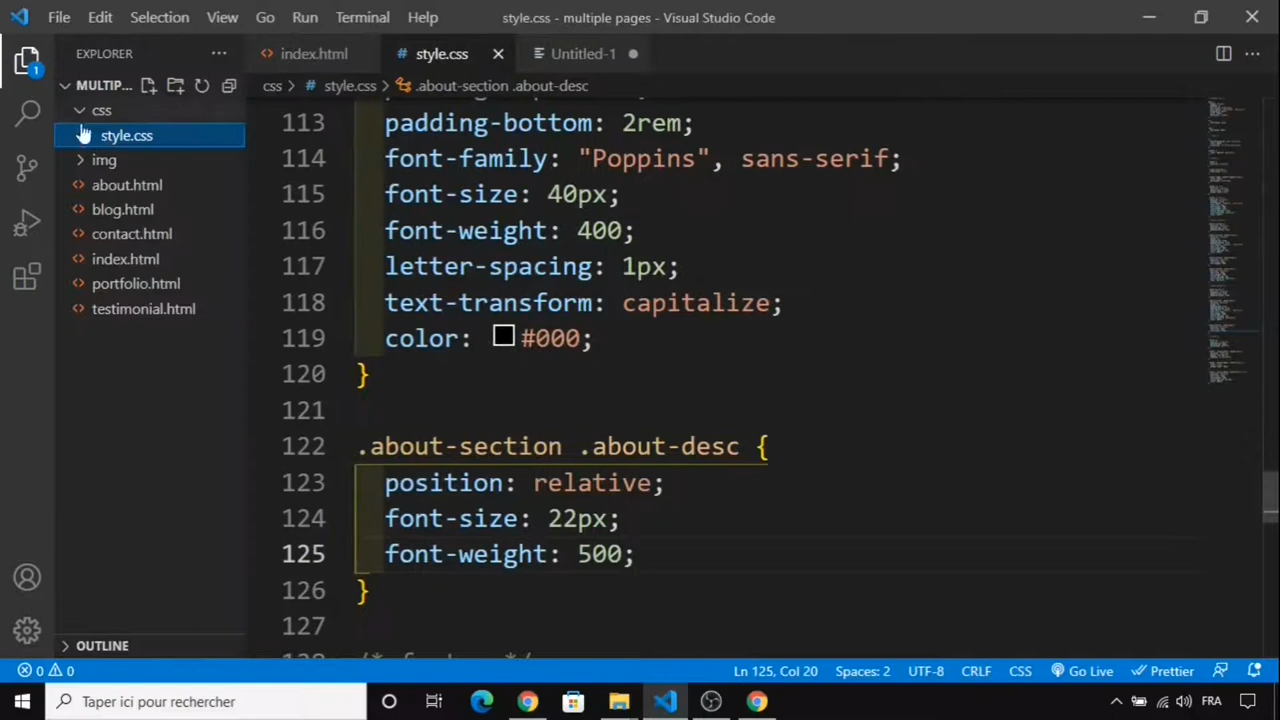 File Edit Selection View Go Run Terminal Help style.css - multiple pages - Visual Studio Code
EXPLORER
index.html
style.css
Untitled-1
MULTIP...
css > style.css > .about-section .about-desc
css
style.css
img
about.html
blog.html
contact.html
index.html
portfolio.html
testimonial.html
113 padding-bottom: 2rem;
114 font-family: "Poppins", sans-serif;
115 font-size: 40px;
116 font-weight: 400;
117 letter-spacing: 1px;
118 text-transform: capitalize;
119 color: #000;
120 }
121
122 .about-section .about-desc {
123 position: relative;
124 font-size: 22px;
125 font-weight: 500;
126 }
127
OUTLINE
0 0 Ln 125, Col 20 Spaces: 2 UTF-8 CRLF CSS Go Live Prettier
Taper ici pour rechercher FRA
1